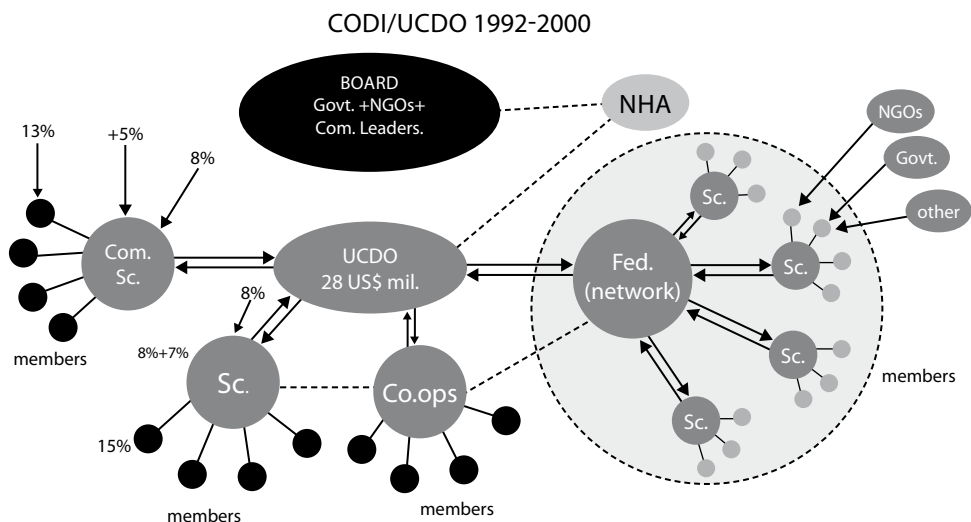 CODI/UCDO 1992-2000
BOARD
Govt. +NGOs+
Com. Leaders.
NHA
NGOs
Govt.
other
13%
+5%
8%
Com.
Sc.
UCDO
28 US$ mil.
Fed.
(network)
Sc.
Sc.
Sc.
Sc.
members
8%
8%+7%
Sc.
Co.ops
15%
members
members
members